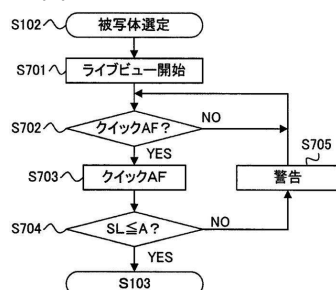 S102
被写体選定
S701
ライブビュー開始
S702
クイックAF?
NO
YES
S703
クイックAF
S705
警告
S704
SL≦A?
NO
YES
S103